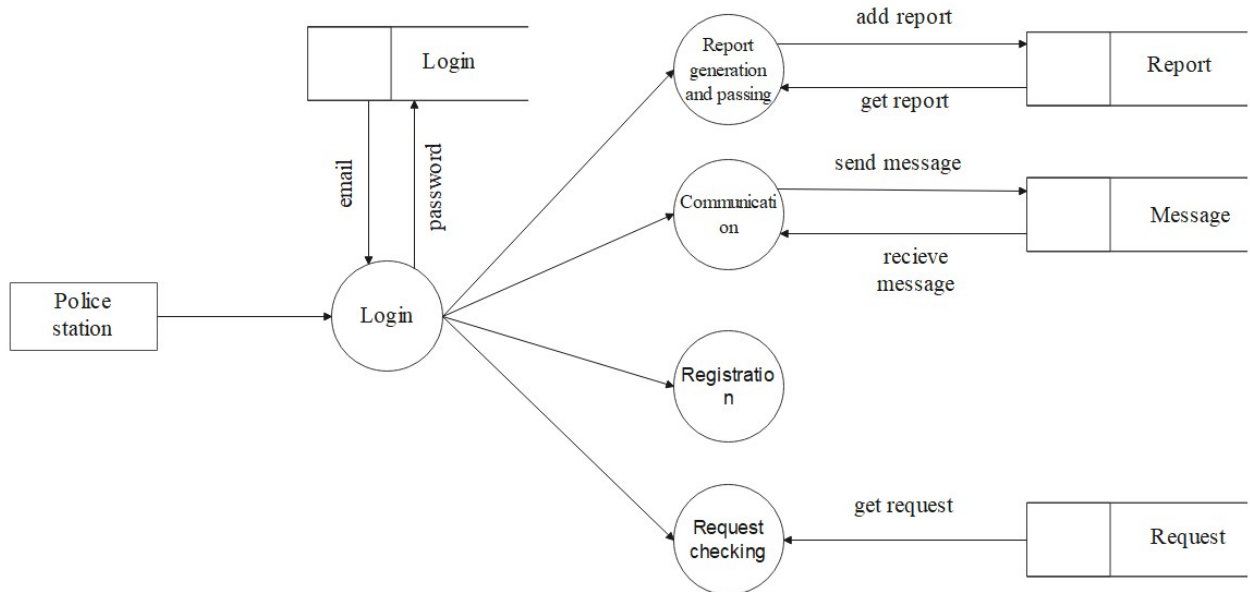 add report
Report
generation
and passing
Report
get report
Login
email
password
send message
Communicati
on
Message
recieve
message
Police
station
Login
Registratio
n
get request
Request
checking
Request